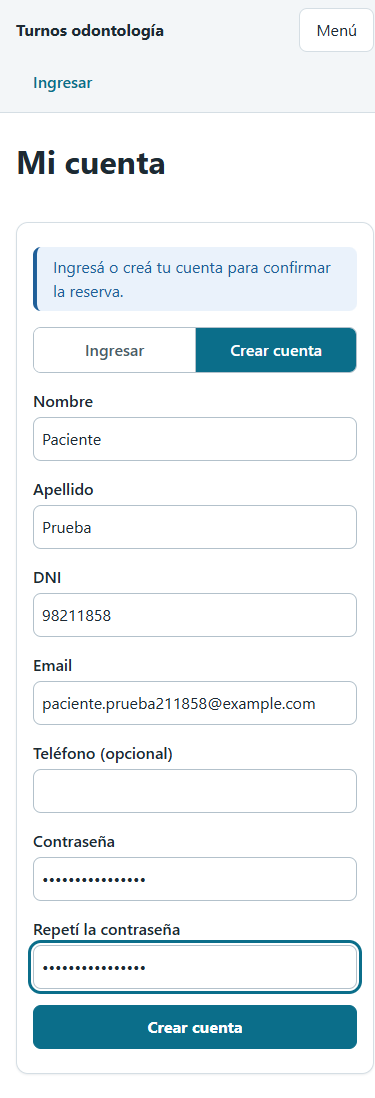 Turnos odontología
Menú
Ingresar
Mi cuenta
Ingresá o creá tu cuenta para confirmar
la reserva.
Ingresar
Crear cuenta
Nombre
Paciente
Apellido
Prueba
DNI
98211858
Email
paciente.prueba211858@example.com
Teléfono (opcional)
Contraseña
••••••••••••••••
Repetí la contraseña
••••••••••••••••
Crear cuenta